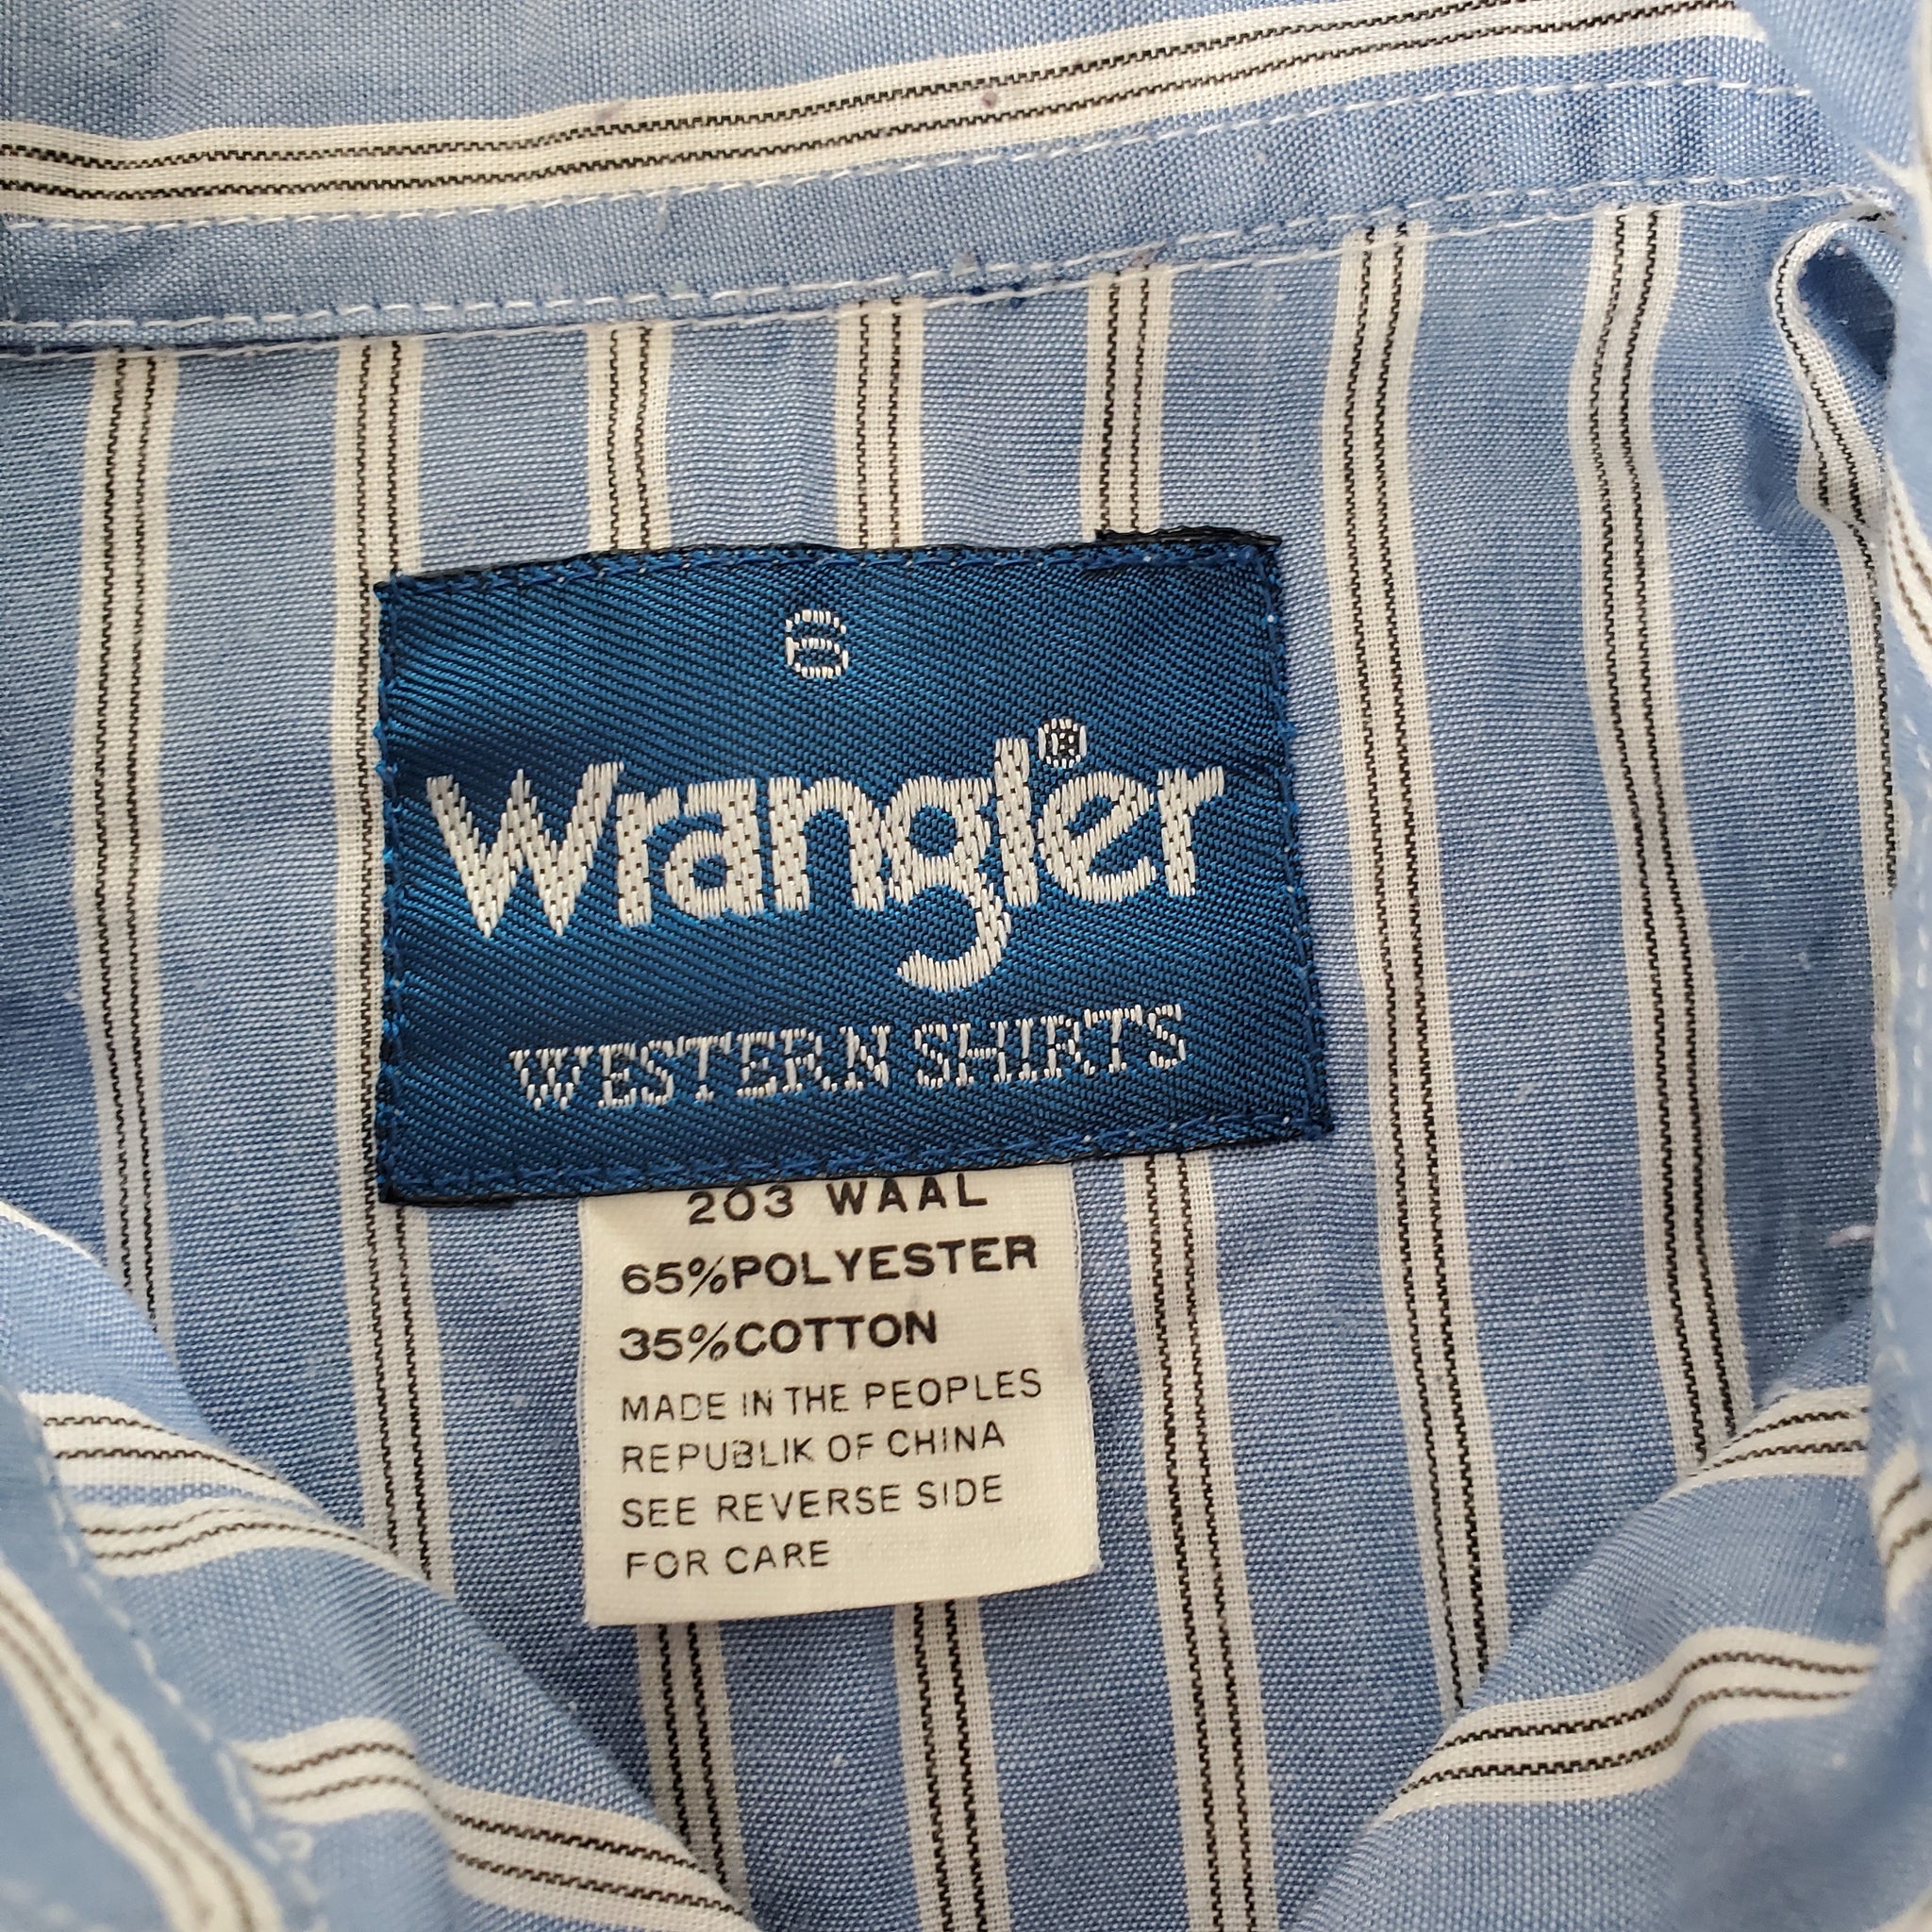 6
Wrangler®
WESTERN SHIRTS
203 WAAL
65%POLYESTER
35%COTTON
MADE IN THE PEOPLES
REPUBLIK OF CHINA
SEE REVERSE SIDE
FOR CARE